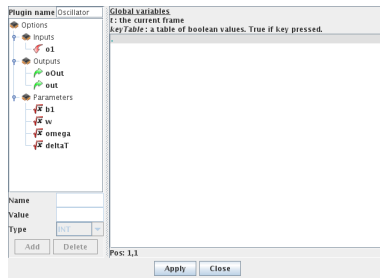 Plugin name Oscillator
Options
Inputs
o1
Outputs
oOut
out
Parameters
b1
w
omega
deltaT
Name
Value
Type INT
Add Delete
Global variables
t : the current frame
keyTable : a table of boolean values. True if key pressed.
Pos: 1,1
Apply Close